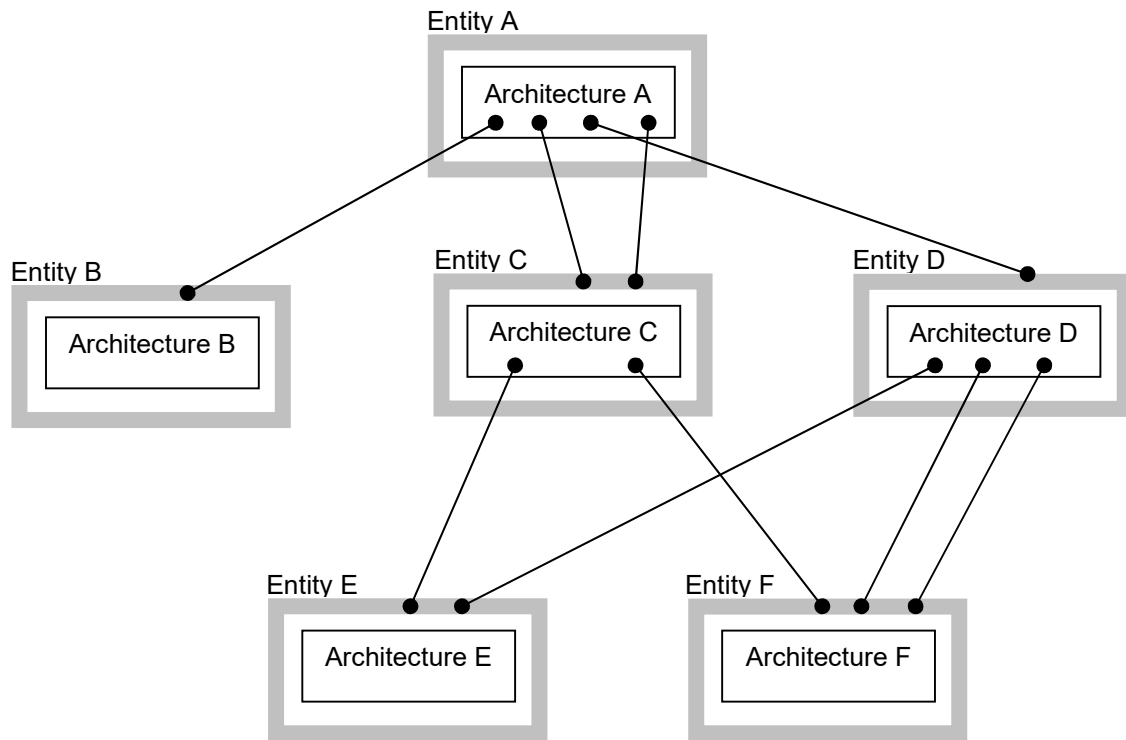 Entity A
Architecture A
Entity B
Architecture B
Entity C
Architecture C
Entity D
Architecture D
Entity E
Architecture E
Entity F
Architecture F